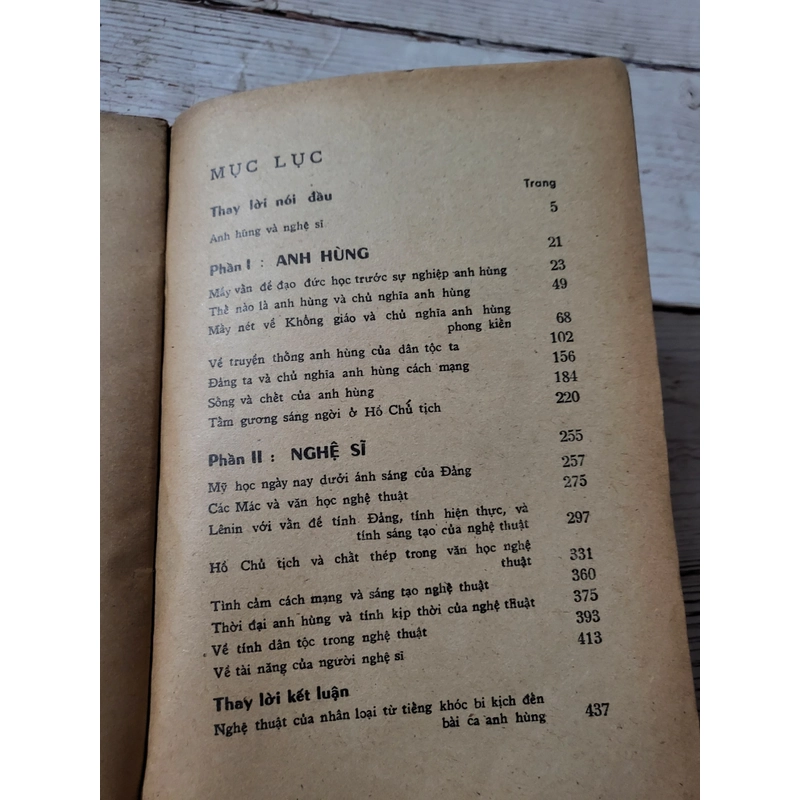 MỤC LỤC
Trang
Thay lời nói đầu
Anh hùng và nghệ sĩ 5
Phần I : ANH HÙNG 21
Mấy vấn đề đạo đức học trước sự nghiệp anh hùng 23
Thế nào là anh hùng và chủ nghĩa anh hùng 49
Mấy nét về Khổng giáo và chủ nghĩa anh hùng
phong kiến 68
Về truyền thống anh hùng của dân tộc ta 102
Đảng ta và chủ nghĩa anh hùng cách mạng 156
Sống và chết của anh hùng 184
Tấm gương sáng ngời ở Hồ Chủ tịch 220
Phần II : NGHỆ SĨ 255
Mỹ học ngày nay dưới ánh sáng của Đảng 257
Các Mác và văn học nghệ thuật 275
Lênin với vấn đề tính Đảng, tính hiện thực, và
tính sáng tạo của nghệ thuật 297
Hồ Chủ tịch và chất thép trong văn học nghệ
thuật 331
Tình cảm cách mạng và sáng tạo nghệ thuật 360
Thời đại anh hùng và tính kịp thời của nghệ thuật 375
Về tính dân tộc trong nghệ thuật 393
Về tài năng của người nghệ sĩ 413
Thay lời kết luận
Nghệ thuật của nhân loại từ tiếng khóc bi kịch đến
bài ca anh hùng 437